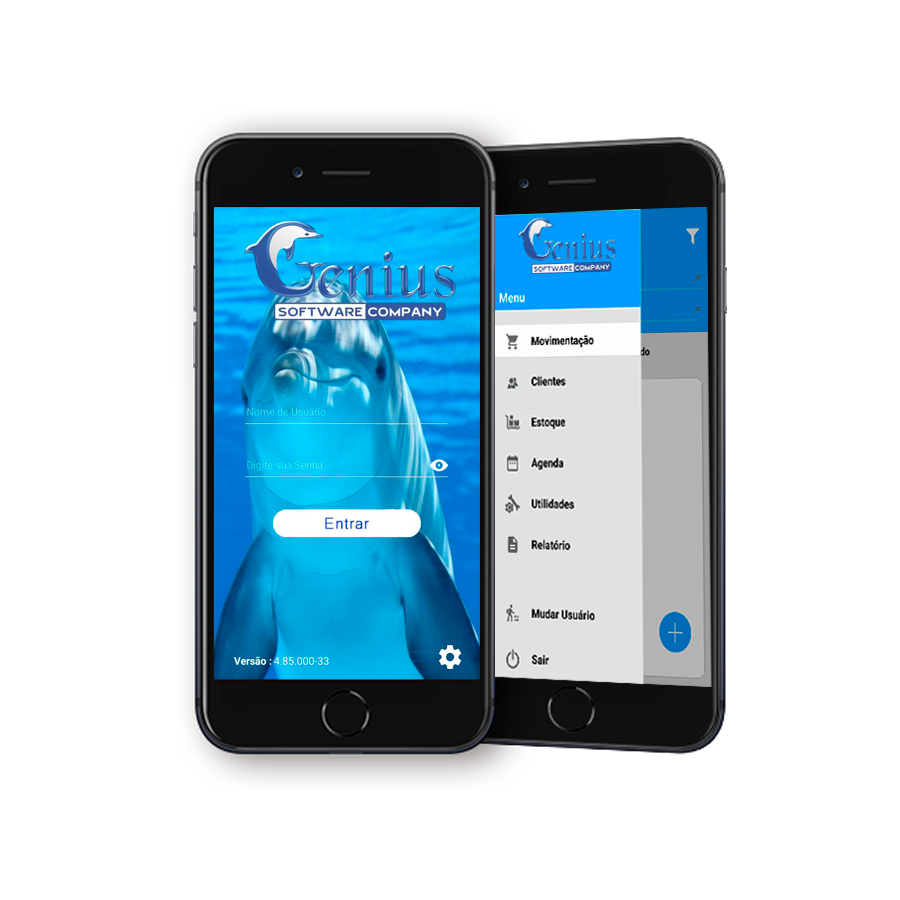 Genius
SOFTWARE COMPANY
Nome de Usuário
Digite sua Senha
Entrar
Versão : 4.85.000-33
Genius
SOFTWARE COMPANY
Menu
Movimentação
do
Clientes
Estoque
Agenda
Utilidades
Relatório
Mudar Usuário
Sair